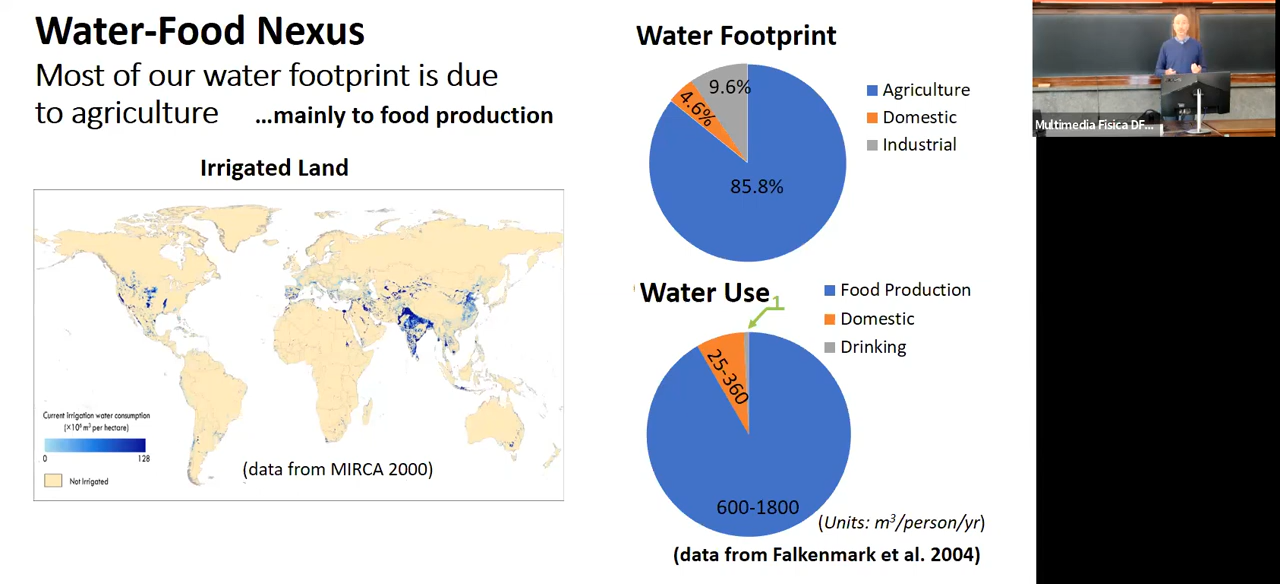 Water-Food Nexus
Most of our water footprint is due
to agriculture ...mainly to food production
Irrigated Land
Current irrigation water consumption
(×10⁶ m³ per hectare)
0 128
Not Irrigated
(data from MIRCA 2000)
Water Footprint
9.6%
4.6%
85.8%
Agriculture
Domestic
Industrial
Water Use
1
Food Production
Domestic
Drinking
25-360
600-1800
(Units: m³/person/yr)
(data from Falkenmark et al. 2004)
Multimedia Fisica DF...